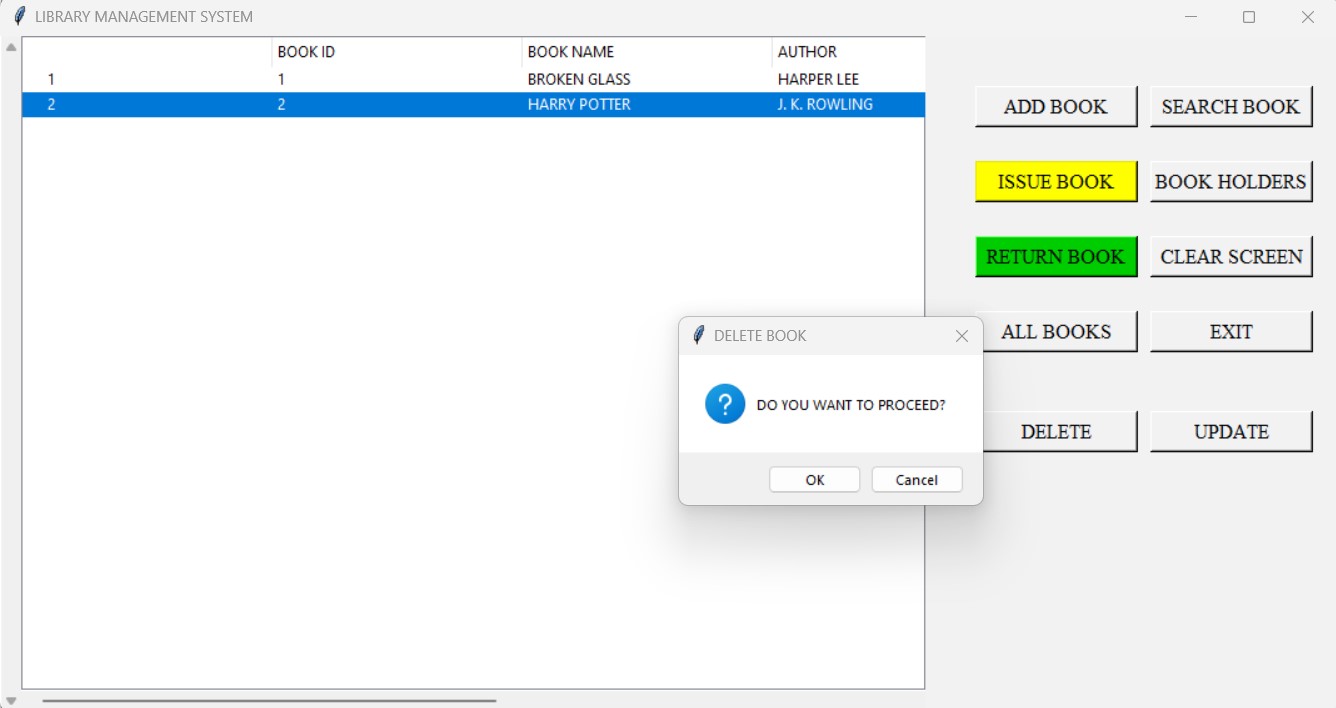 LIBRARY MANAGEMENT SYSTEM
BOOK ID BOOK NAME AUTHOR
1 1 BROKEN GLASS HARPER LEE
2 2 HARRY POTTER J. K. ROWLING
ADD BOOK SEARCH BOOK
ISSUE BOOK BOOK HOLDERS
RETURN BOOK CLEAR SCREEN
ALL BOOKS EXIT
DELETE UPDATE
DELETE BOOK
? DO YOU WANT TO PROCEED?
OK Cancel